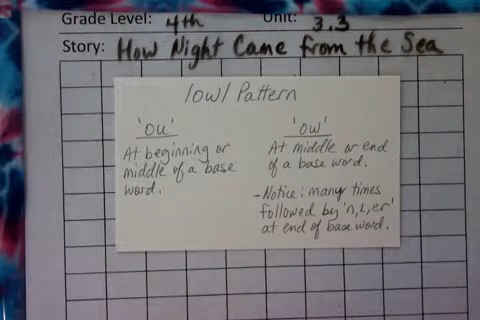 Grade Level: 4th Unit: 3.3
Story: How Night Came from the Sea
/ow/ Pattern
'ou'
At beginning or
middle of a base
word.
'ow'
At middle or end
of a base word.
- Notice: many times
followed by 'n, L, er'
at end of base word.